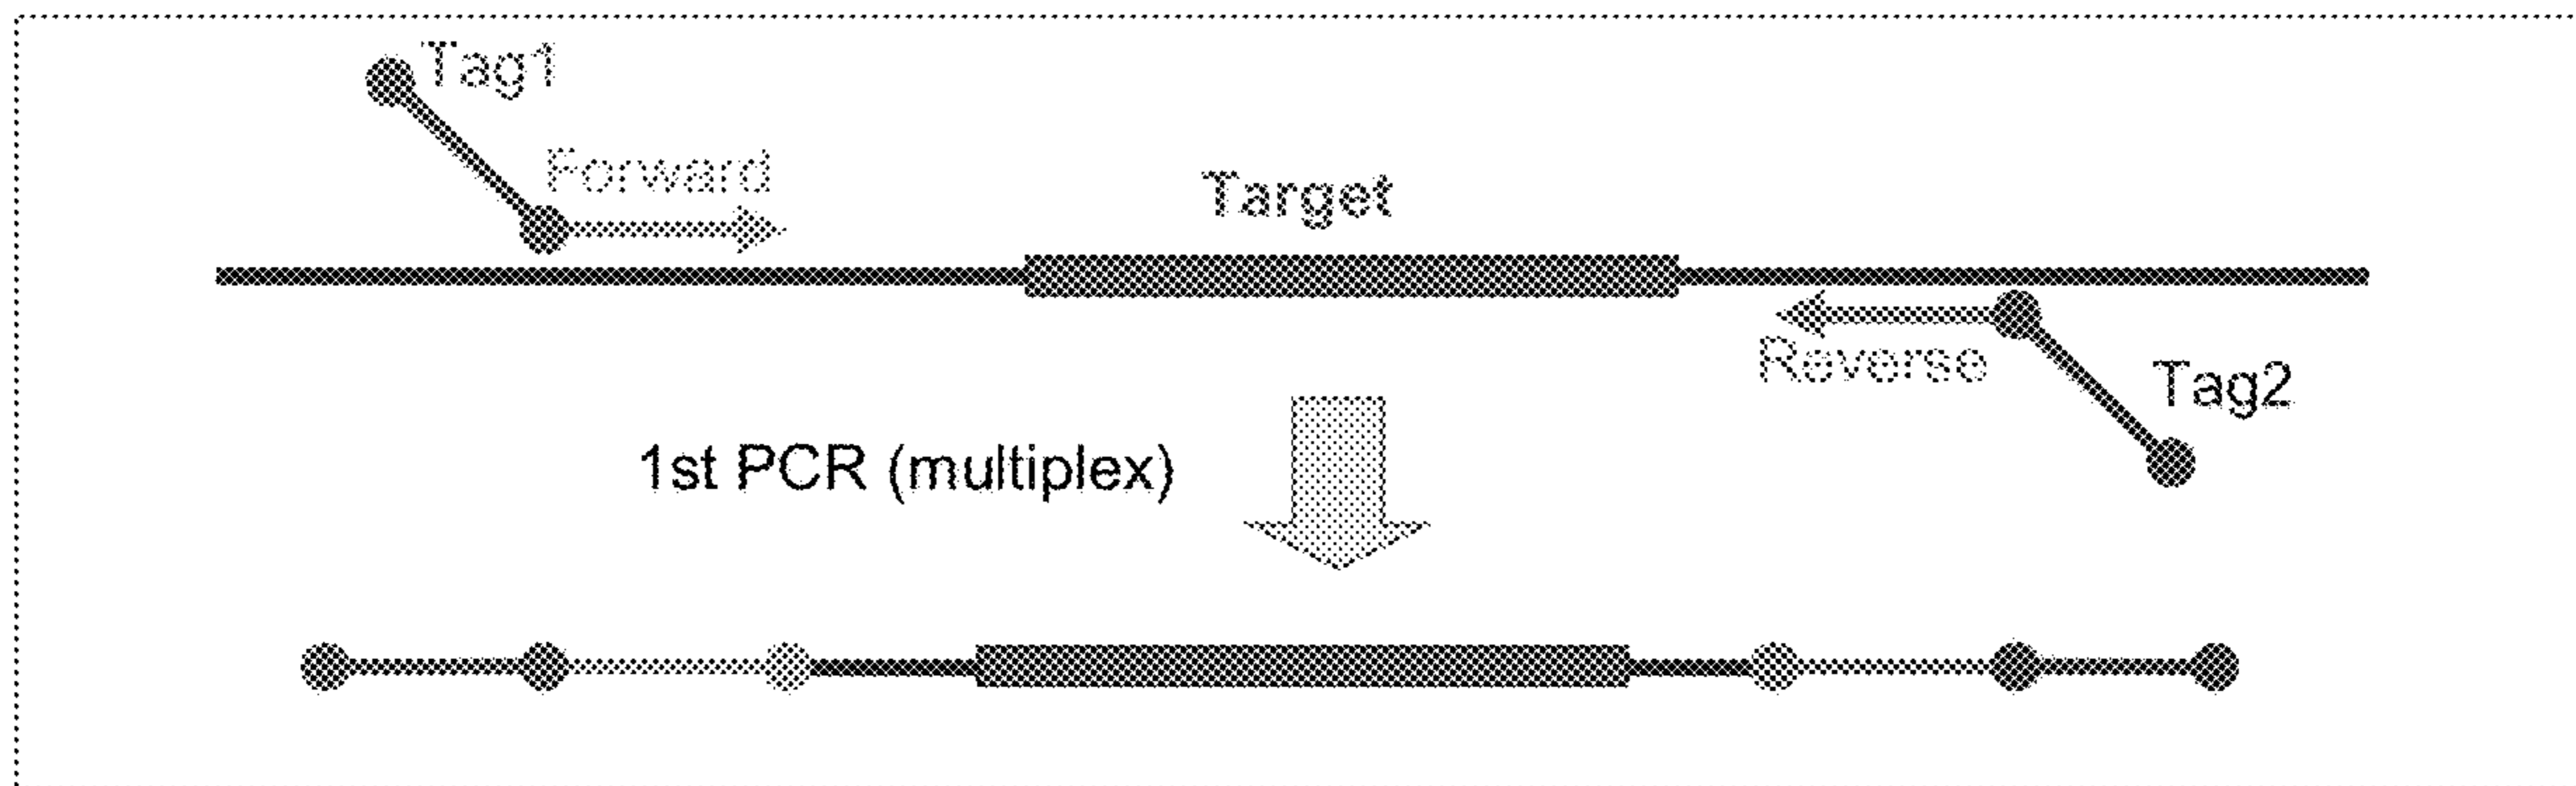 Tag1
Forward
Target
Reverse
Tag2
1st PCR (multiplex)